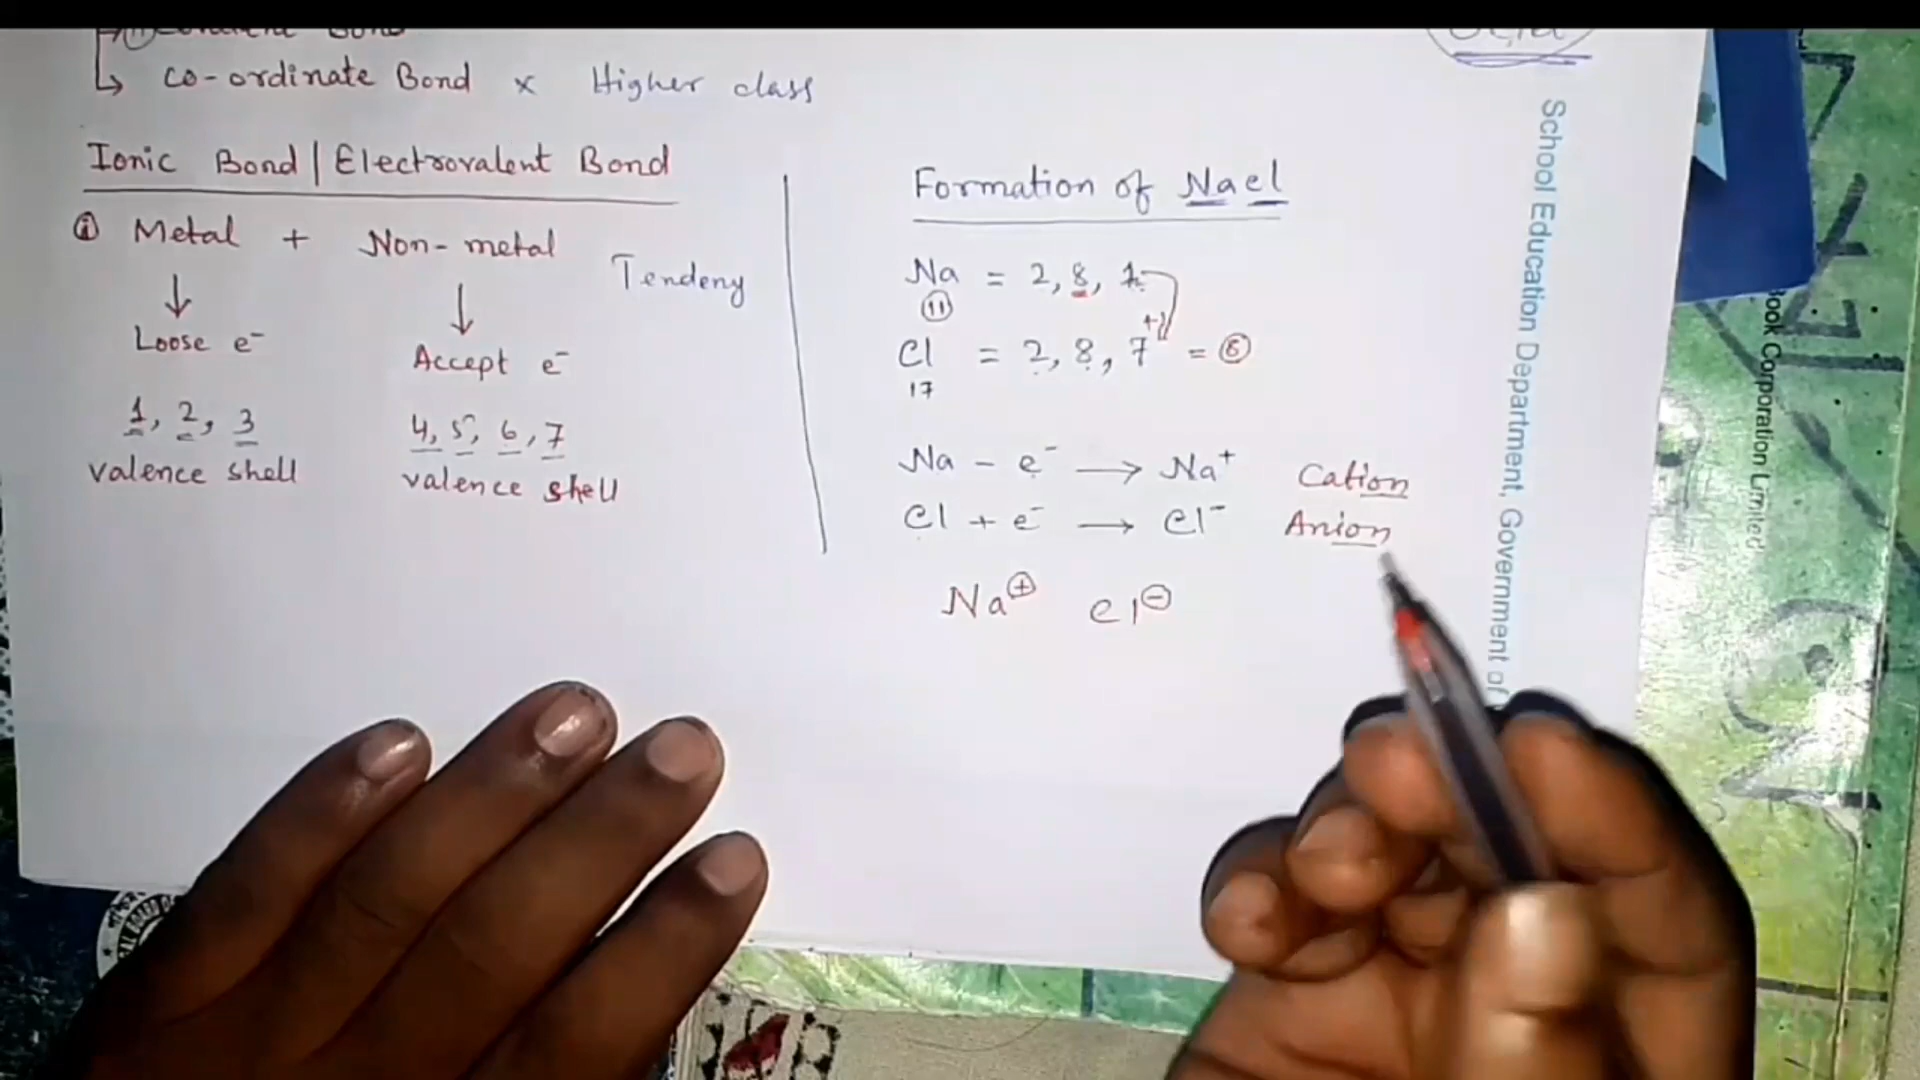 ↳ Co-ordinate Bond × Higher class
Ionic Bond | Electrovalent Bond
① Metal + Non-metal
↓ ↓
Loose e⁻ Accept e⁻
Tendeny
1, 2, 3 4, 5, 6, 7
valence shell valence shell
Formation of NaCl
Na = 2, 8, 1
11
+1
Cl = 2, 8, 7 = 8
17
Na - e⁻ → Na⁺ Cation
Cl + e⁻ → Cl⁻ Anion
Na⊕ Cl⊖
School Education Department, Government of
Book Corporation Limited